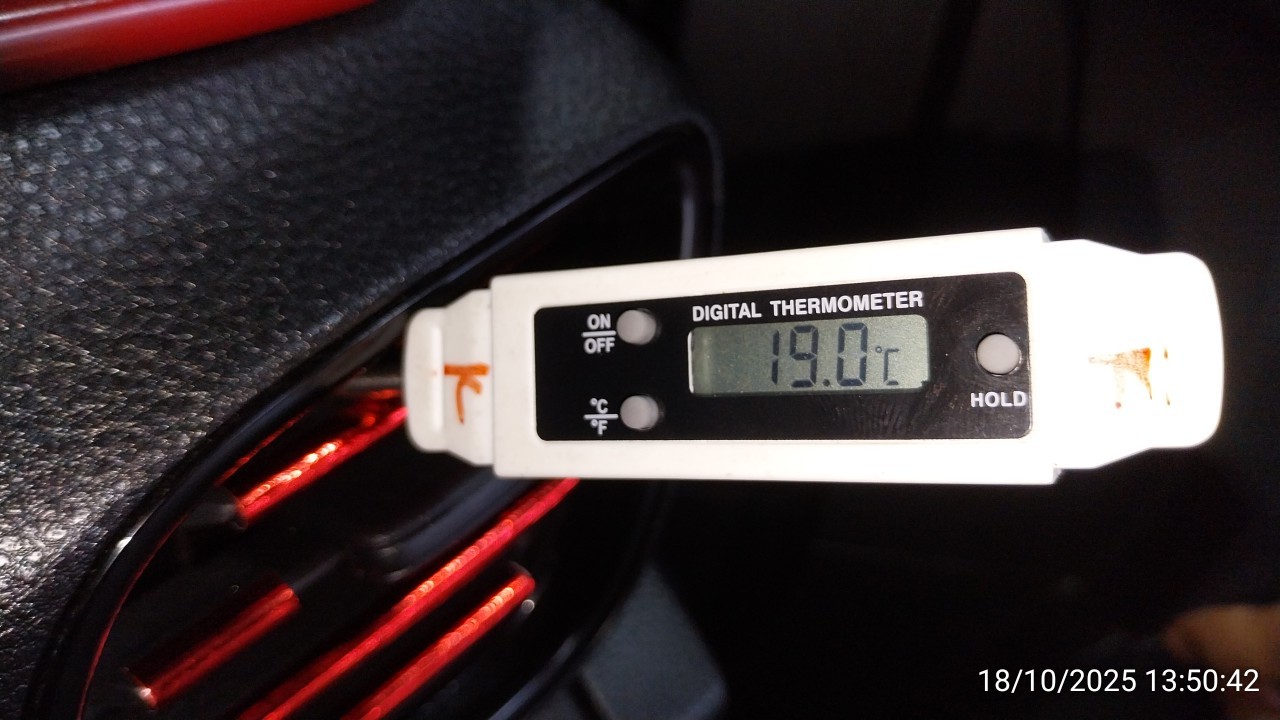 DIGITAL THERMOMETER
ON
OFF
19.0°C
°C
°F
HOLD
K
18/10/2025 13:50:42